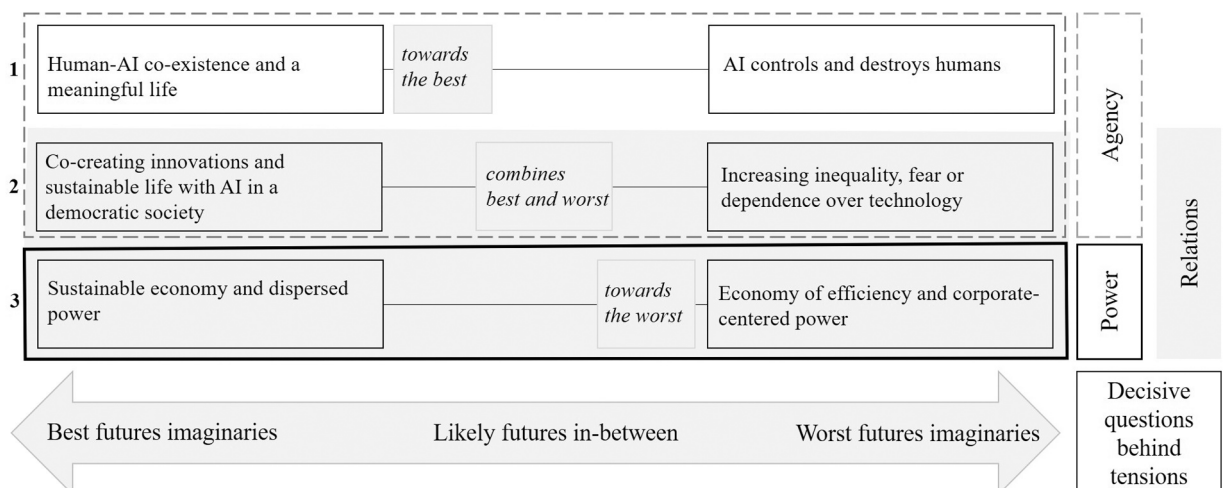 1
Human-AI co-existence and a
meaningful life
towards
the best
AI controls and destroys humans
2
Co-creating innovations and
sustainable life with AI in a
democratic society
combines
best and worst
Increasing inequality, fear or
dependence over technology
3
Sustainable economy and dispersed
power
towards
the worst
Economy of efficiency and corporate-
centered power
Agency
Power
Relations
Best futures imaginaries
Likely futures in-between
Worst futures imaginaries
Decisive
questions
behind
tensions